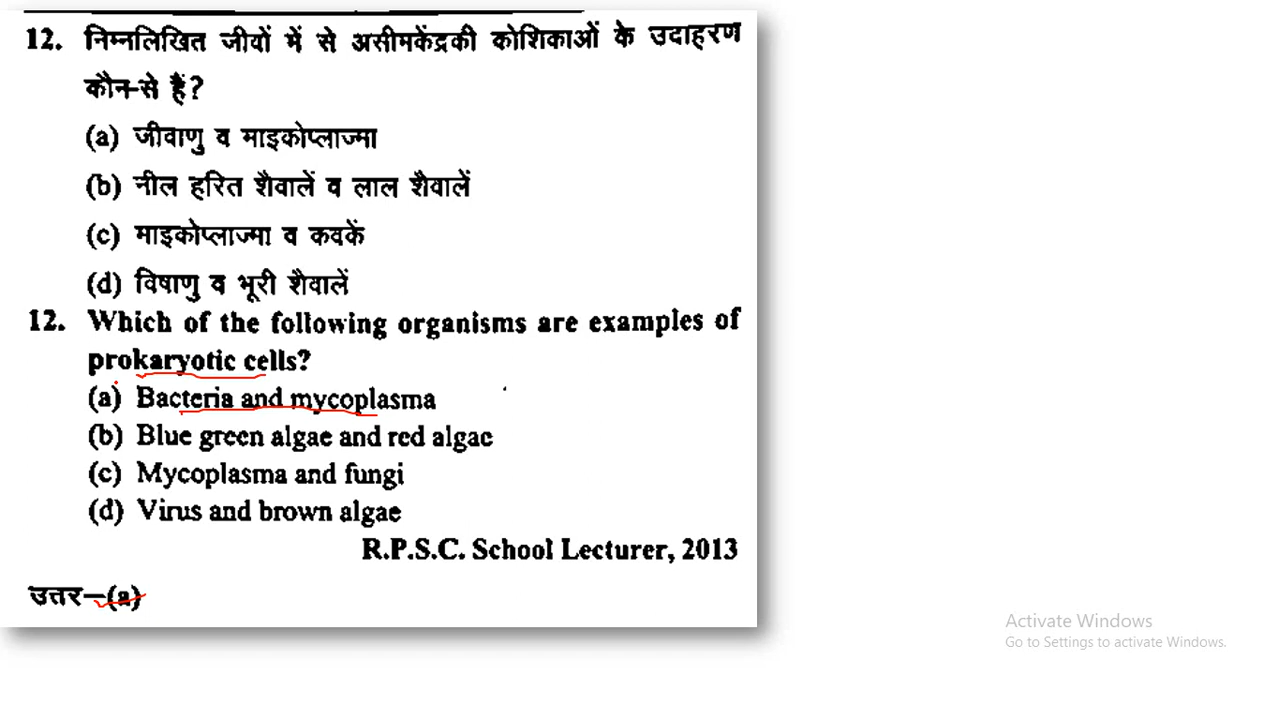 12. निम्नलिखित जीवों में से असीमकेंद्रकी कोशिकाओं के उदाहरण
कौन-से हैं?
(a) जीवाणु व माइकोप्लाज्मा
(b) नील हरित शैवालें व लाल शैवालें
(c) माइकोप्लाज्मा व कवकें
(d) विषाणु व भूरी शैवालें
12. Which of the following organisms are examples of
prokaryotic cells?
(a) Bacteria and mycoplasma
(b) Blue green algae and red algae
(c) Mycoplasma and fungi
(d) Virus and brown algae
R.P.S.C. School Lecturer, 2013
उत्तर—(a)
Activate Windows
Go to Settings to activate Windows.